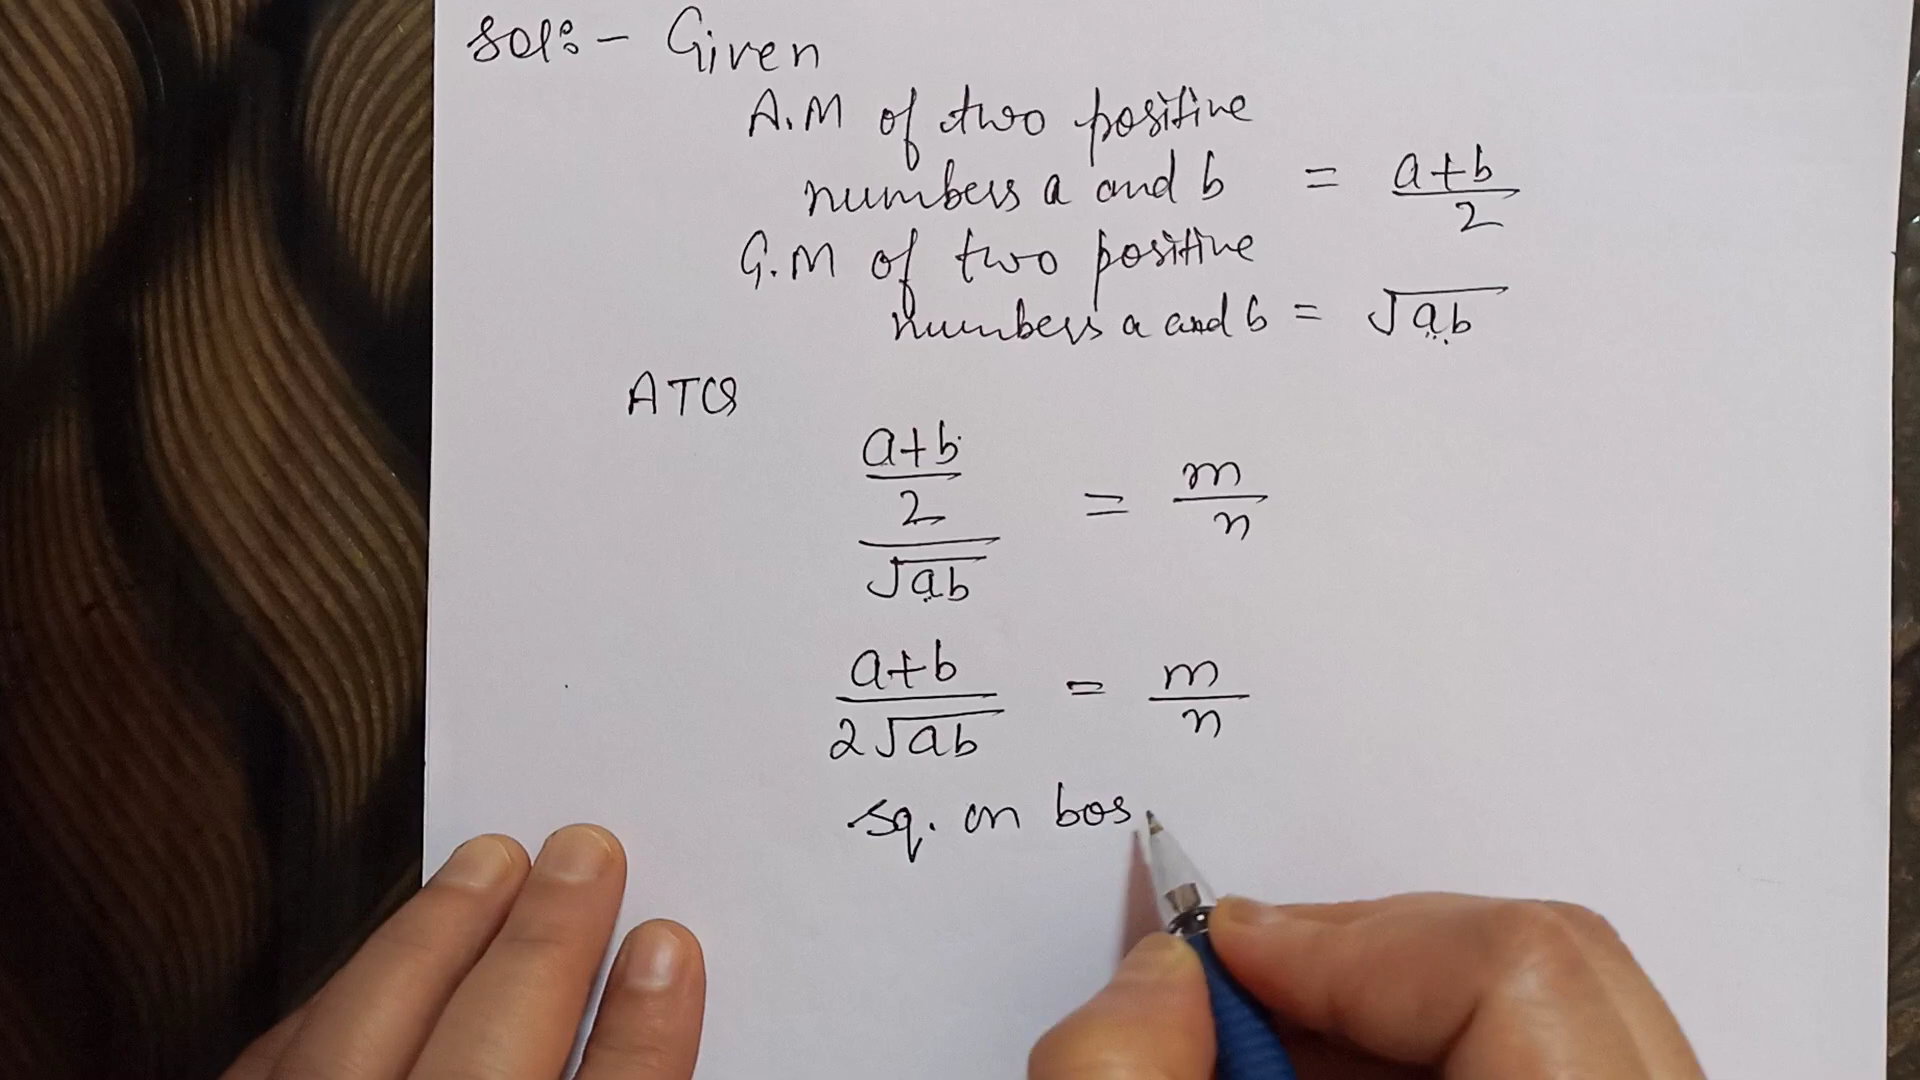 Sol:- Given
A.M of two positive
numbers a and b = a+b/2
G.M of two positive
numbers a and b = √ab
ATQ
a+b/2/√ab = m/n
a+b/2√ab = m/n
sq. on bos